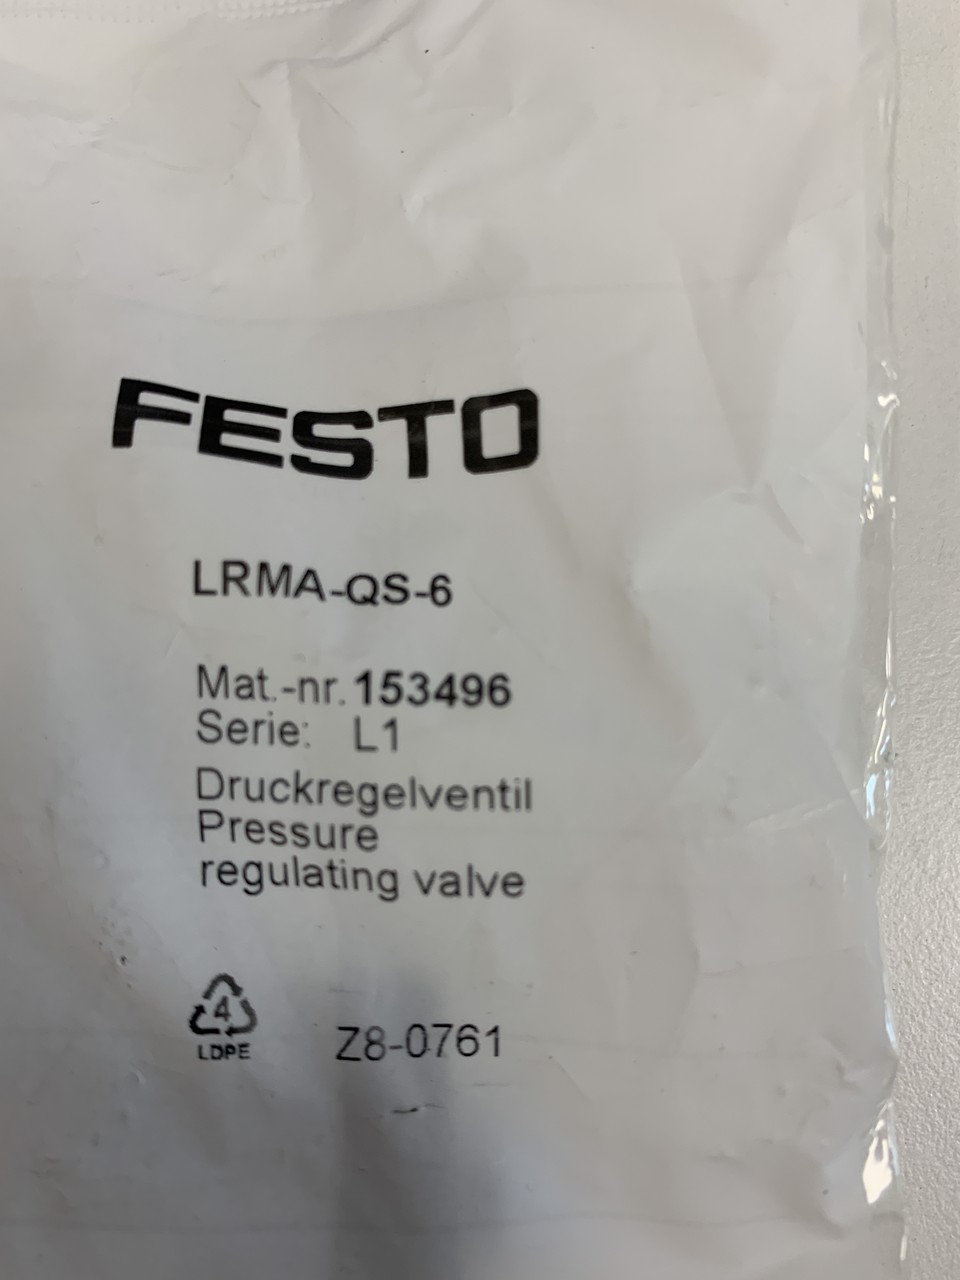 FESTO
LRMA-QS-6
Mat.-nr. 153496
Serie: L1
Druckregelventil
Pressure
regulating valve
4
LDPE
Z8-0761